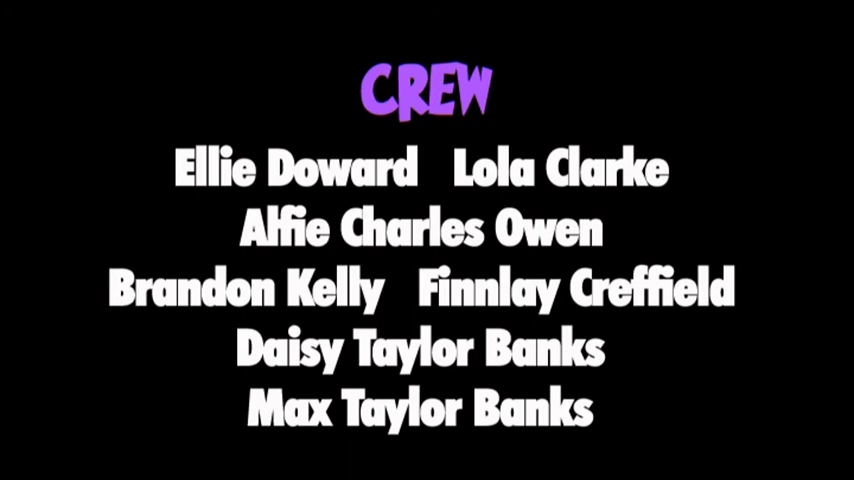 CREW
Ellie Doward Lola Clarke
Alfie Charles Owen
Brandon Kelly Finnlay Creffield
Daisy Taylor Banks
Max Taylor Banks